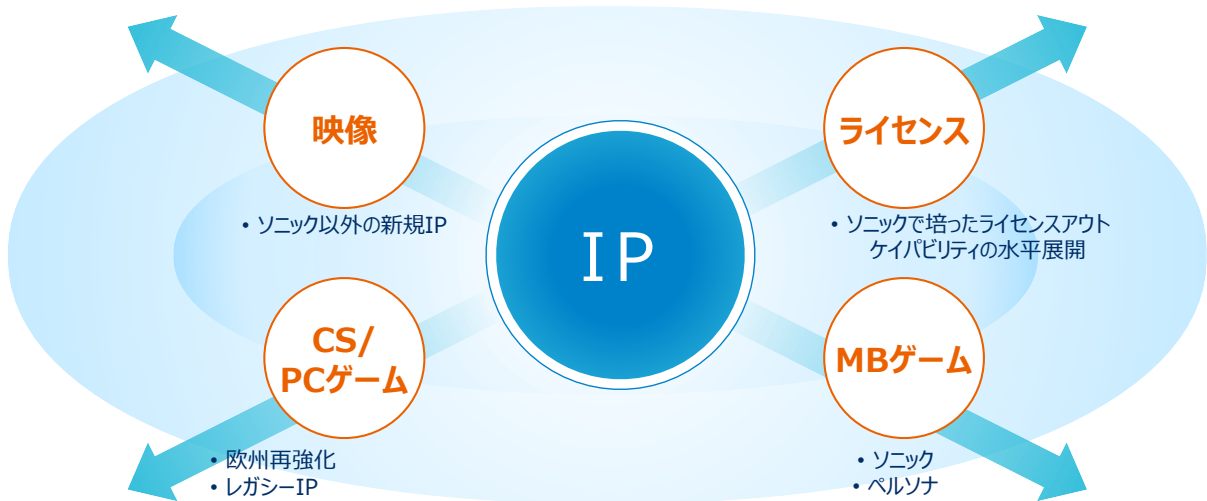 映像
ライセンス
• ソニック以外の新規IP
• ソニックで培ったライセンスアウト
ケイパビリティの水平展開
IP
CS/
PCゲーム
MBゲーム
• 欧州再強化
• レガシーIP
• ソニック
• ペルソナ